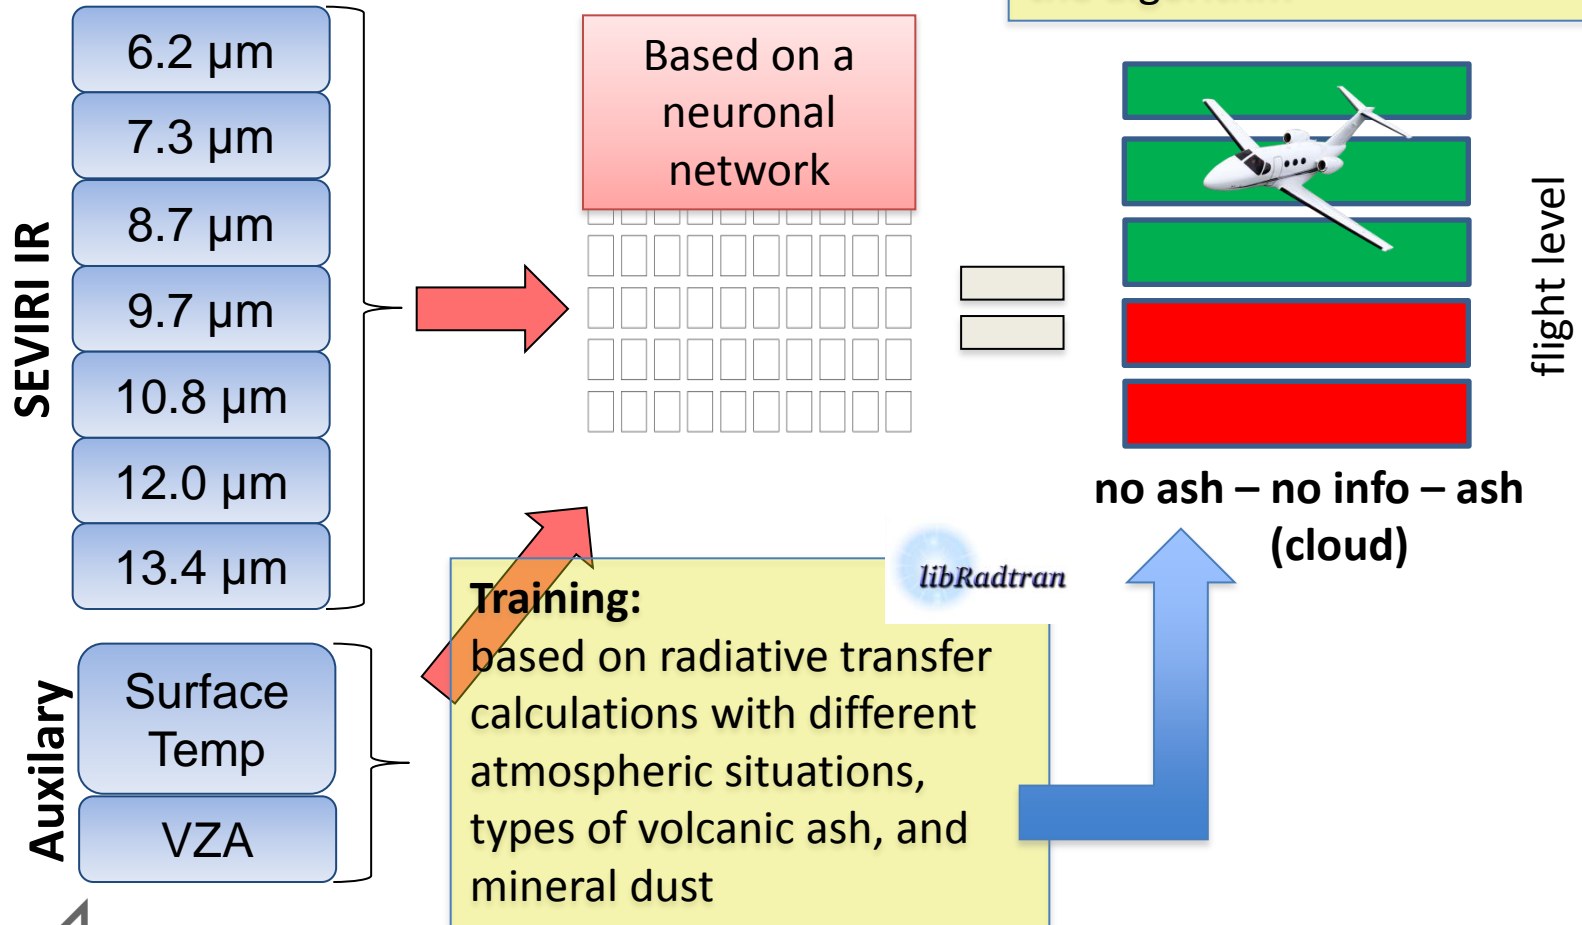 the algorithm
SEVIRI IR
6.2 µm
7.3 µm
8.7 µm
9.7 µm
10.8 µm
12.0 µm
13.4 µm
Auxilary
Surface
Temp
VZA
Based on a
neuronal
network
flight level
no ash – no info – ash
(cloud)
libRadtran
Training:
based on radiative transfer
calculations with different
atmospheric situations,
types of volcanic ash, and
mineral dust